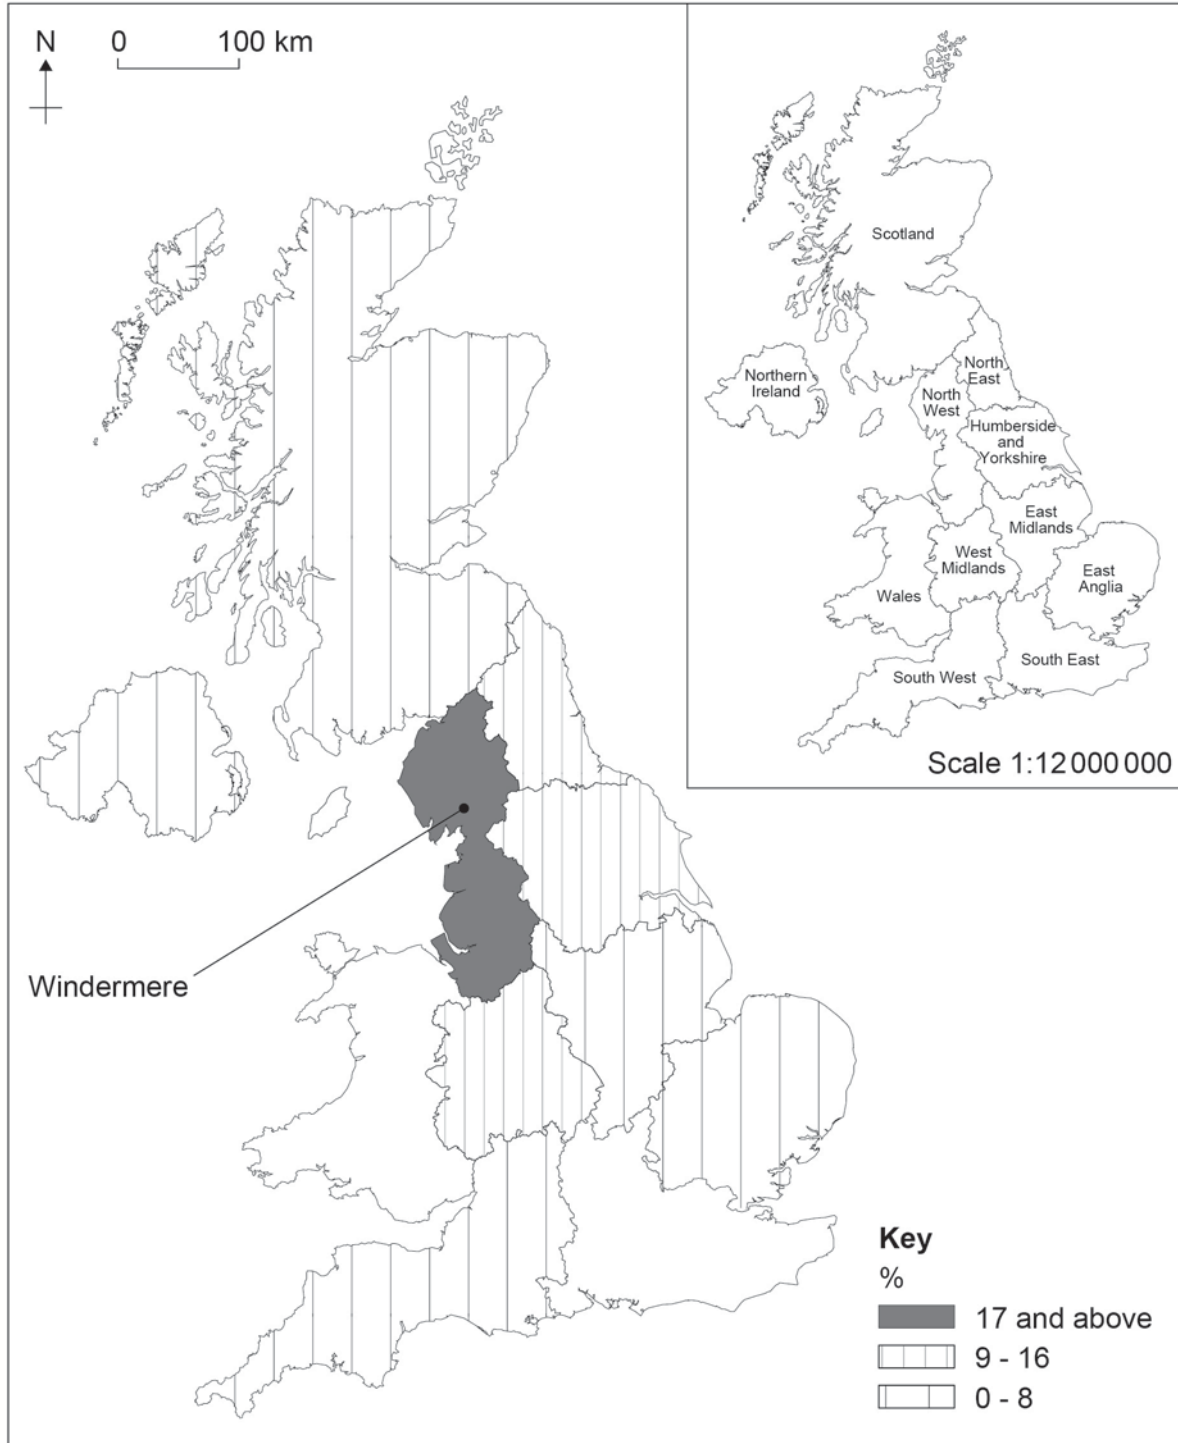 N
0 100 km
Scotland
Northern
Ireland
North
East
North
West
Humberside
and
Yorkshire
East
Midlands
West
Midlands
East
Anglia
Wales
South East
South West
Scale 1:12 000 000
Windermere
Key
%
17 and above
9 - 16
0 - 8